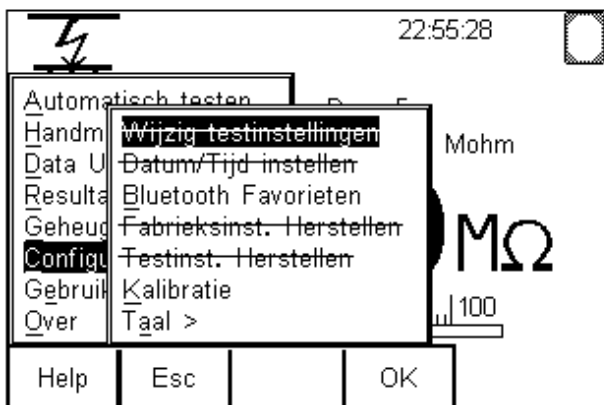 22:55:28
Automatisch testen
Handm
Data U
Resulta
Geheug
Configu
Gebruik
Over
Wijzig testinstellingen
Datum/Tijd instellen
Bluetooth Favorieten
Fabrieksinst. Herstellen
Testinst. Herstellen
Kalibratie
Taal >
Mohm
MΩ
100
Help
Esc
OK